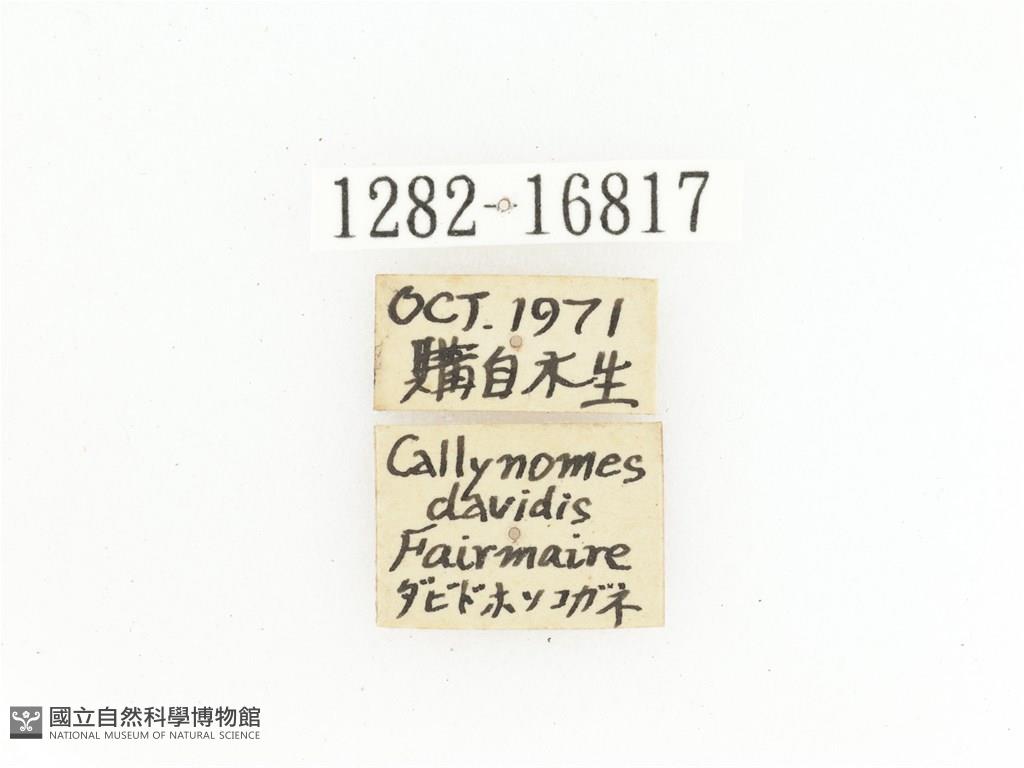 1282-16817
OCT. 1971
購自木生
Callynomes
davidis
Fairmaire
ダビドホソコガネ
國立自然科學博物館
NATIONAL MUSEUM OF NATURAL SCIENCE